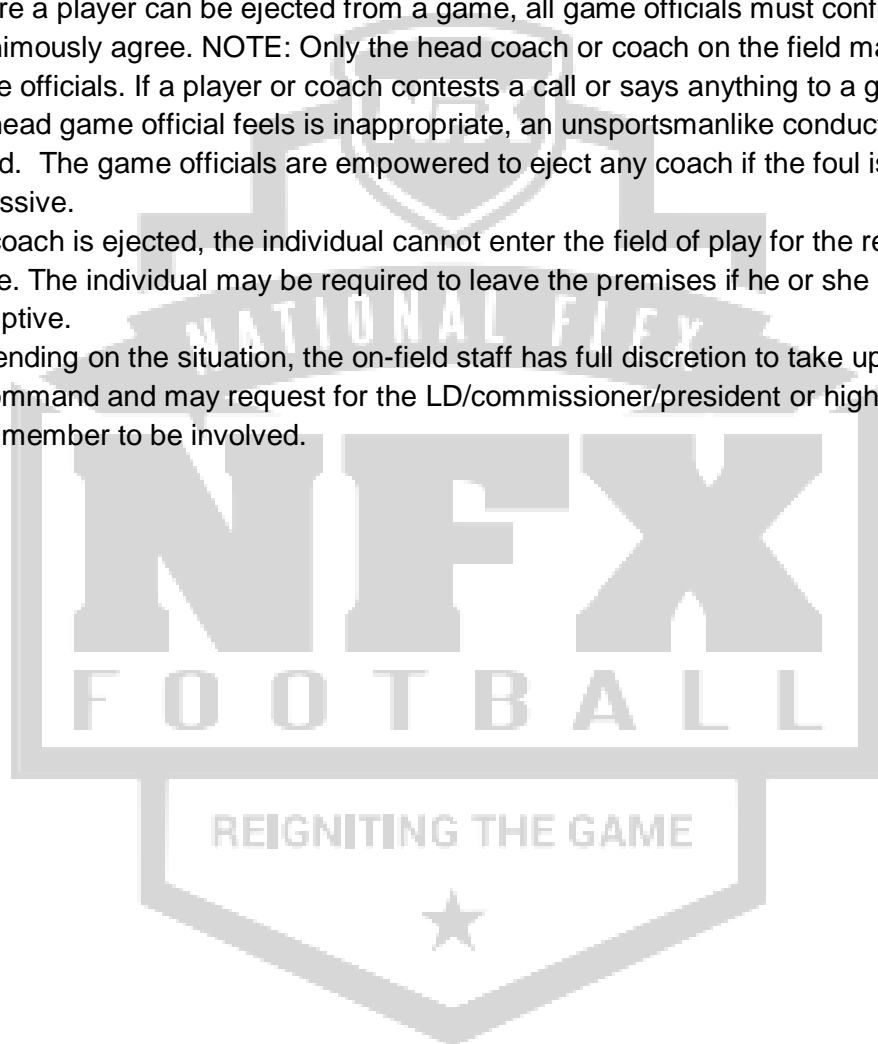 re a player can be ejected from a game, all game officials must conf
nimously agree. NOTE: Only the head coach or coach on the field ma
e officials. If a player or coach contests a call or says anything to a g
head game official feels is inappropriate, an unsportsmanlike conduct
d. The game officials are empowered to eject any coach if the foul is
ssive.
coach is ejected, the individual cannot enter the field of play for the re
e. The individual may be required to leave the premises if he or she
ptive.
ending on the situation, the on-field staff has full discretion to take up
ommand and may request for the LD/commissioner/president or high
member to be involved.
NFX
NATIONAL FLEX
NFX
FOOTBALL
REIGNITING THE GAME